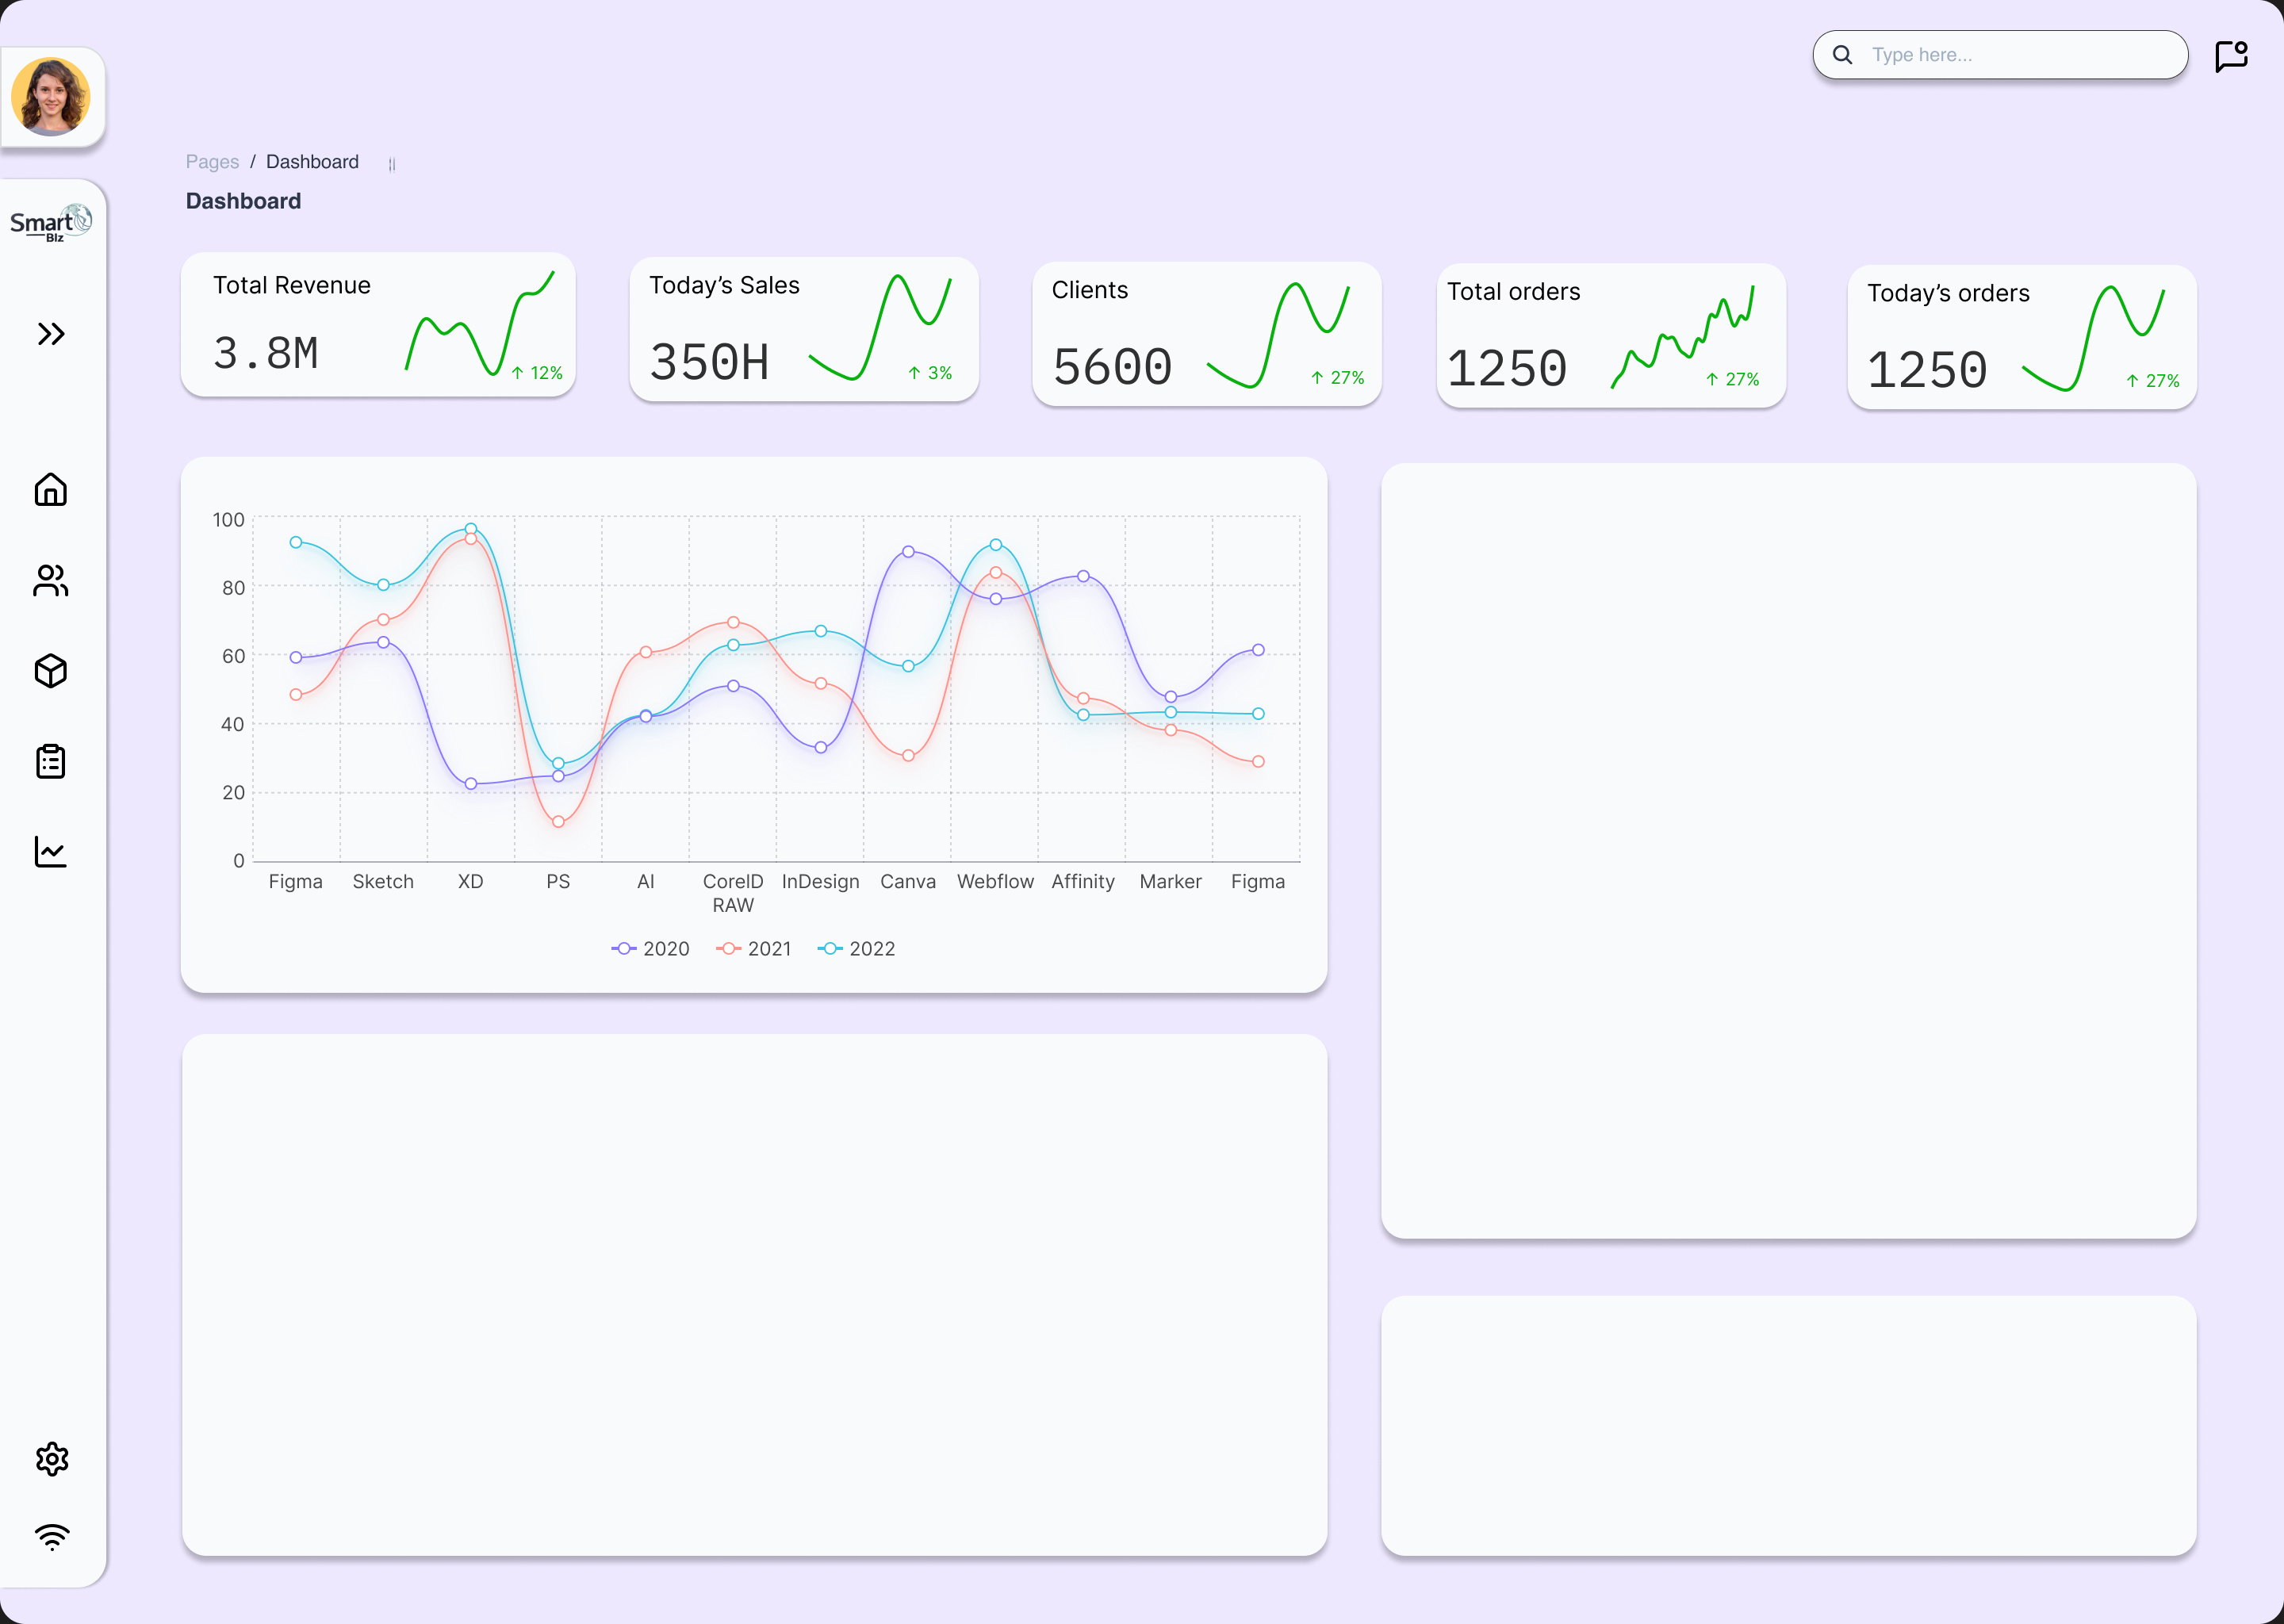 Type here...
Pages / Dashboard
Dashboard
Smart
BIz
Total Revenue
3.8M
↑ 12%
Today's Sales
350H
↑ 3%
Clients
5600
↑ 27%
Total orders
1250
↑ 27%
Today's orders
1250
↑ 27%
100
80
60
40
20
0
Figma Sketch XD PS AI CorelD InDesign Canva Webflow Affinity Marker Figma
RAW
2020 2021 2022